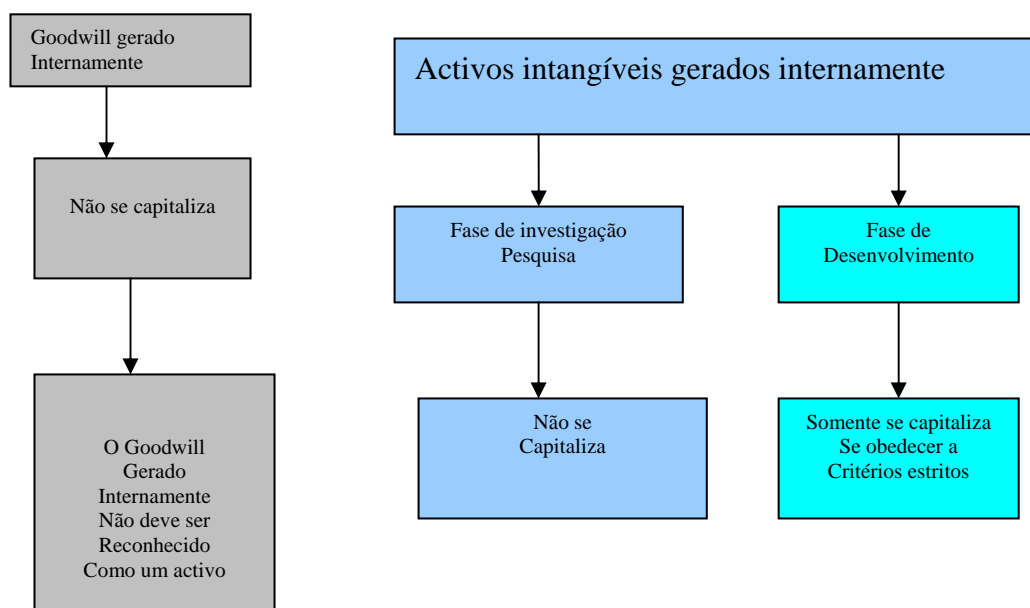 Goodwill gerado
Internamente
Não se capitaliza
O Goodwill
Gerado
Internamente
Não deve ser
Reconhecido
Como um activo
Activos intangíveis gerados internamente
Fase de investigação
Pesquisa
Fase de
Desenvolvimento
Não se
Capitaliza
Somente se capitaliza
Se obedecer a
Critérios estritos